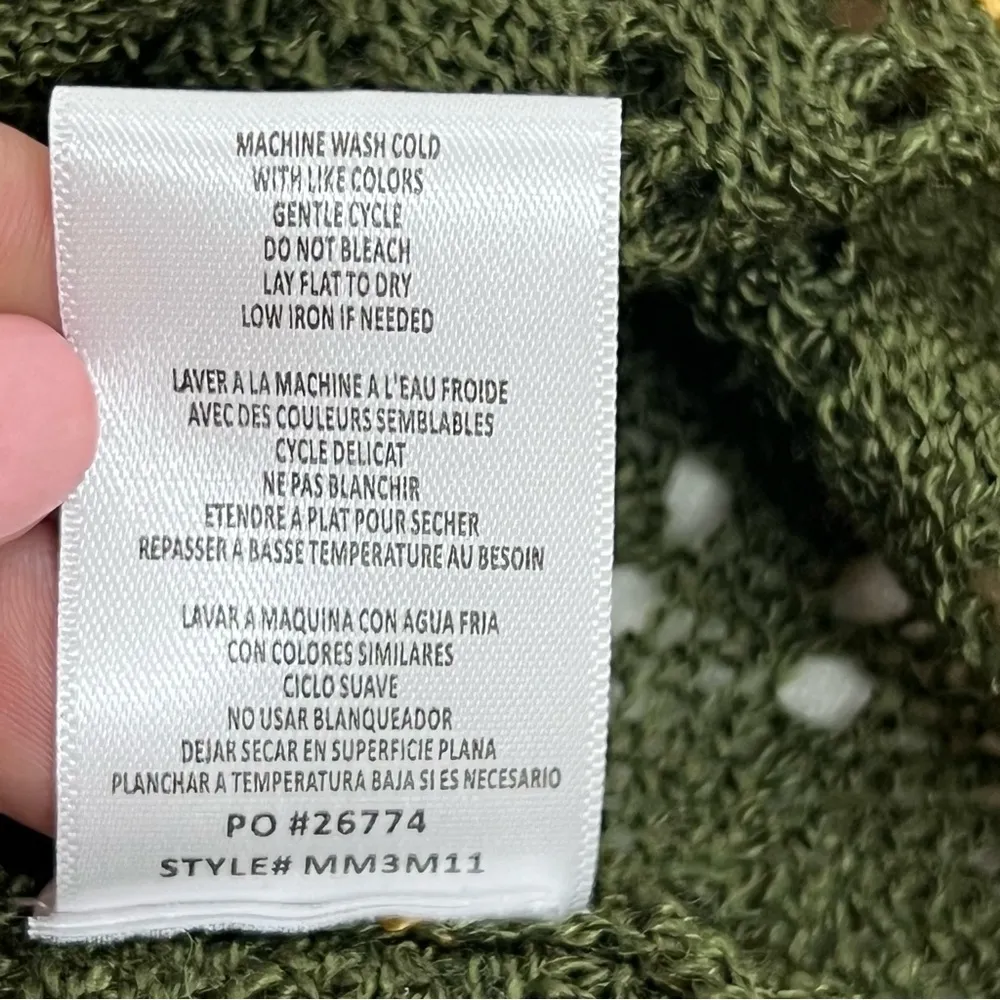 MACHINE WASH COLD
WITH LIKE COLORS
GENTLE CYCLE
DO NOT BLEACH
LAY FLAT TO DRY
LOW IRON IF NEEDED
LAVER A LA MACHINE A L'EAU FROIDE
AVEC DES COULEURS SEMBLABLES
CYCLE DELICAT
NE PAS BLANCHIR
ETENDRE A PLAT POUR SECHER
REPASSER A BASSE TEMPERATURE AU BESOIN
LAVAR A MAQUINA CON AGUA FRIA
CON COLORES SIMILARES
CICLO SUAVE
NO USAR BLANQUEADOR
DEJAR SECAR EN SUPERFICIE PLANA
PLANCHAR A TEMPERATURA BAJA SI ES NECESARIO
PO #26774
STYLE# MM3M11